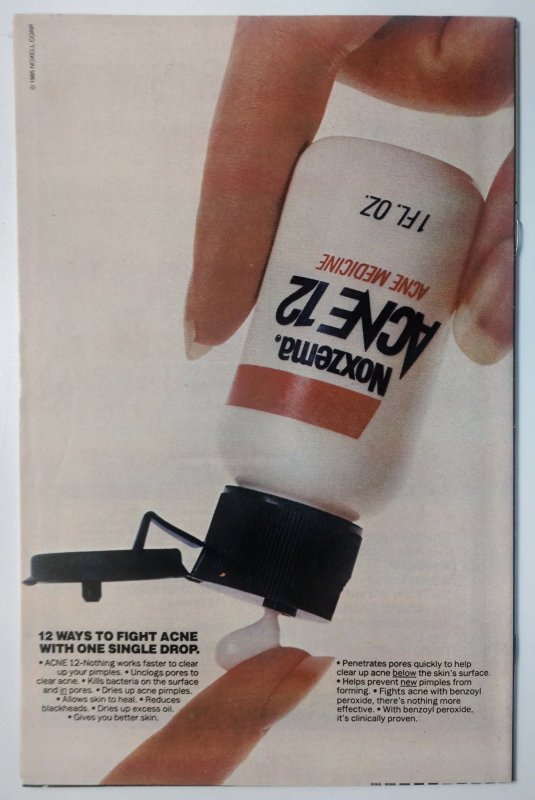 © 1985 NOXELL CORP.
1 FL. OZ.
ACNE MEDICINE
ACNE 12
Noxzema.
12 WAYS TO FIGHT ACNE
WITH ONE SINGLE DROP.
• ACNE 12-Nothing works faster to clear
up your pimples. • Unclogs pores to
clear acne. • Kills bacteria on the surface
and in pores. • Dries up acne pimples.
• Allows skin to heal. • Reduces
blackheads. • Dries up excess oil.
• Gives you better skin.
• Penetrates pores quickly to help
clear up acne below the skin's surface.
• Helps prevent new pimples from
forming. • Fights acne with benzoyl
peroxide, there's nothing more
effective. • With benzoyl peroxide,
it's clinically proven.